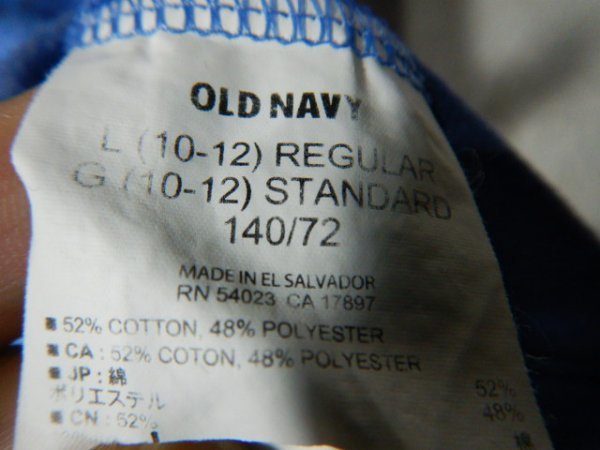 OLD NAVY
L (10-12) REGULAR
G (10-12) STANDARD
140/72
MADE IN EL SALVADOR
RN 54023 CA 17897
■ 52% COTTON, 48% POLYESTER
■ CA : 52% COTON, 48% POLYESTER
■ JP : 綿 52%
ポリエステル 48%
■ CN : 52%